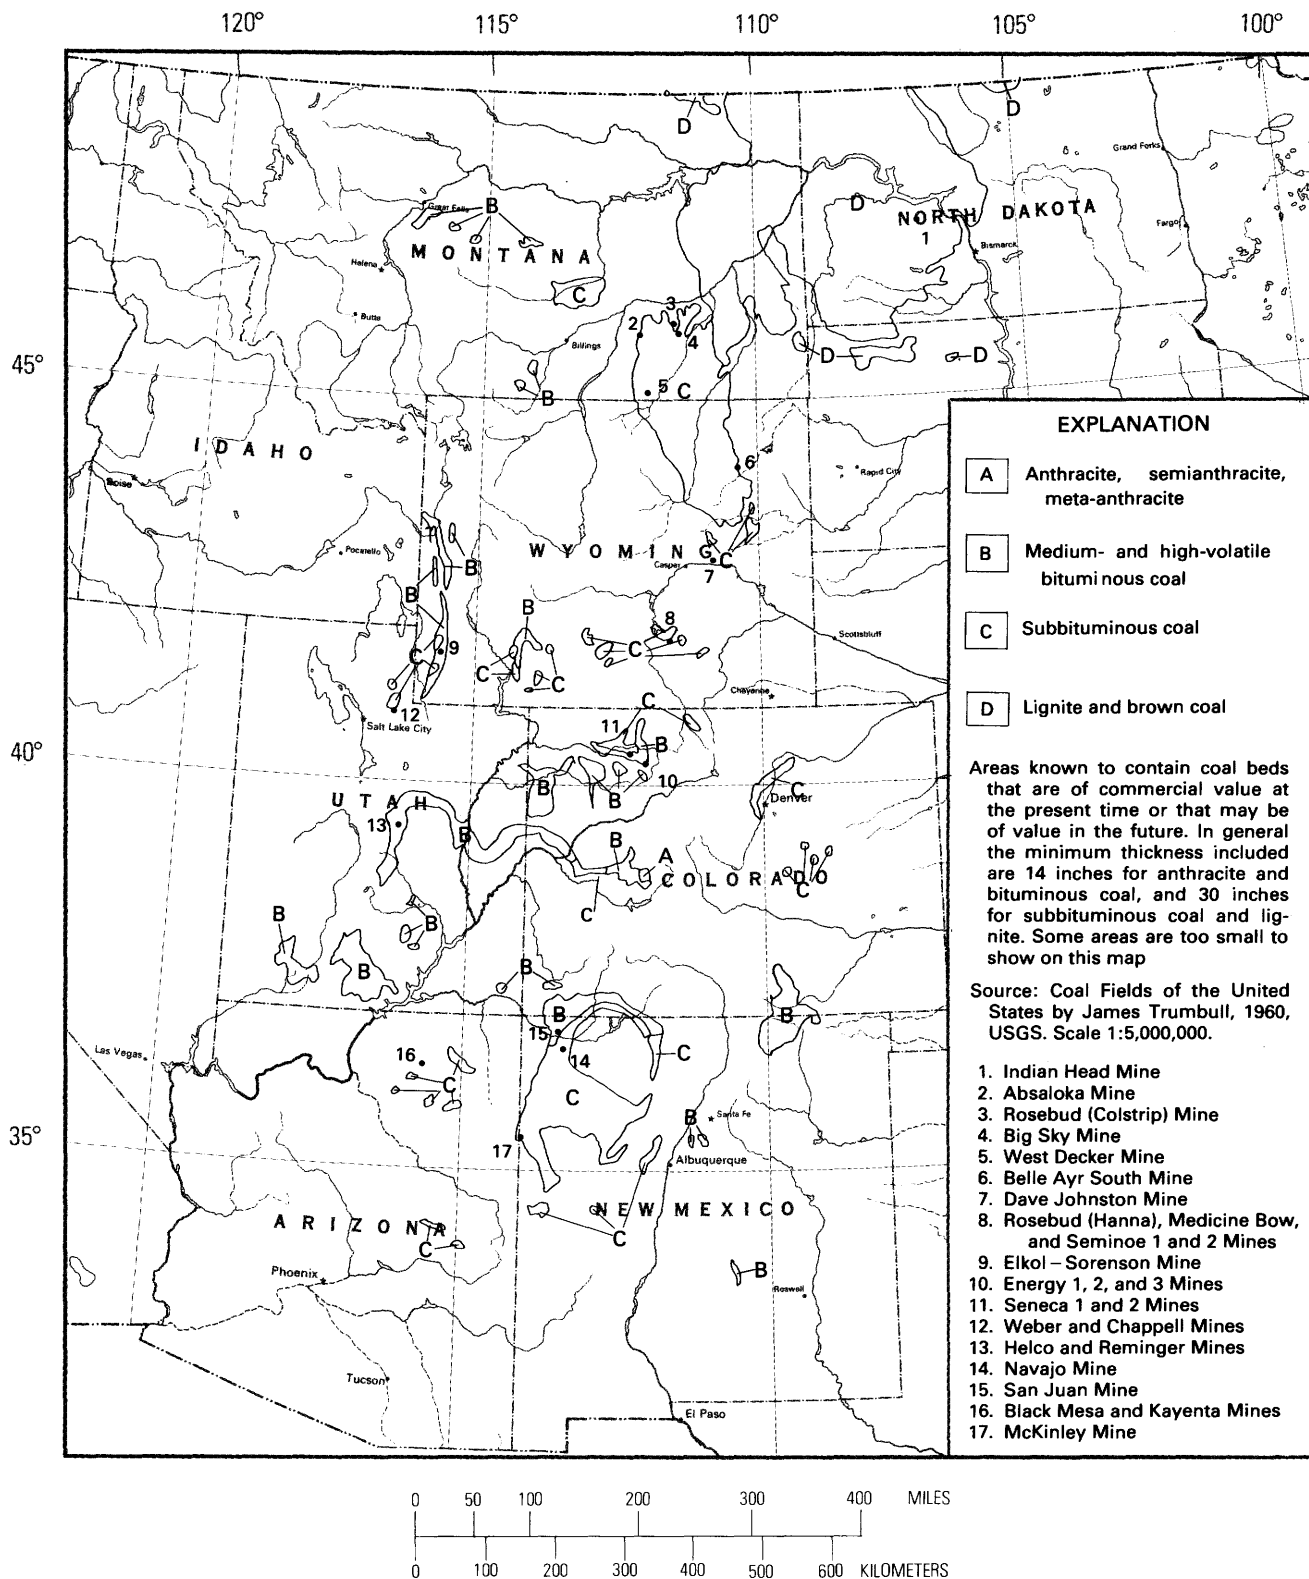 120° 115° 110° 105° 100°
D
D
Grand Forks
B
Great Falls
D
NORTH DAKOTA
1
Fargo
Bismarck
MONTANA
Helena
C
3
Butte
2
4
Billings
D
D
45°
B
5
C
IDAHO
6
Rapid City
Boise
WYOMING
Pocatello
Casper
C
7
B
B
B
8
Scottsbluff
C
9
C
C
C
Cheyenne
C
12
Salt Lake City
11
B
40°
B
B
10
C
Denver
UTAH
13
B
B
A
COLORADO
C
C
B
B
B
B
B
B
15
14
C
Las Vegas
16
C
C
B
Santa Fe
35°
17
Albuquerque
NEW MEXICO
ARIZONA
C
C
B
Phoenix
Roswell
Tucson
El Paso
EXPLANATION
A Anthracite, semianthracite,
meta-anthracite
B Medium- and high-volatile
bituminous coal
C Subbituminous coal
D Lignite and brown coal
Areas known to contain coal beds
that are of commercial value at
the present time or that may be
of value in the future. In general
the minimum thickness included
are 14 inches for anthracite and
bituminous coal, and 30 inches
for subbituminous coal and lig-
nite. Some areas are too small to
show on this map
Source: Coal Fields of the United
States by James Trumbull, 1960,
USGS. Scale 1:5,000,000.
1. Indian Head Mine
2. Absaloka Mine
3. Rosebud (Colstrip) Mine
4. Big Sky Mine
5. West Decker Mine
6. Belle Ayr South Mine
7. Dave Johnston Mine
8. Rosebud (Hanna), Medicine Bow,
and Seminoe 1 and 2 Mines
9. Elkol–Sorenson Mine
10. Energy 1, 2, and 3 Mines
11. Seneca 1 and 2 Mines
12. Weber and Chappell Mines
13. Helco and Reminger Mines
14. Navajo Mine
15. San Juan Mine
16. Black Mesa and Kayenta Mines
17. McKinley Mine
0 50 100 200 300 400 MILES
0 100 200 300 400 500 600 KILOMETERS